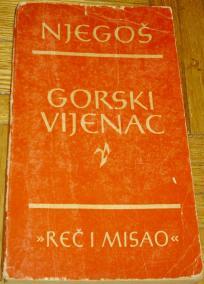 NJEGOŠ
GORSKI
VIJENAC
»REČ I MISAO«